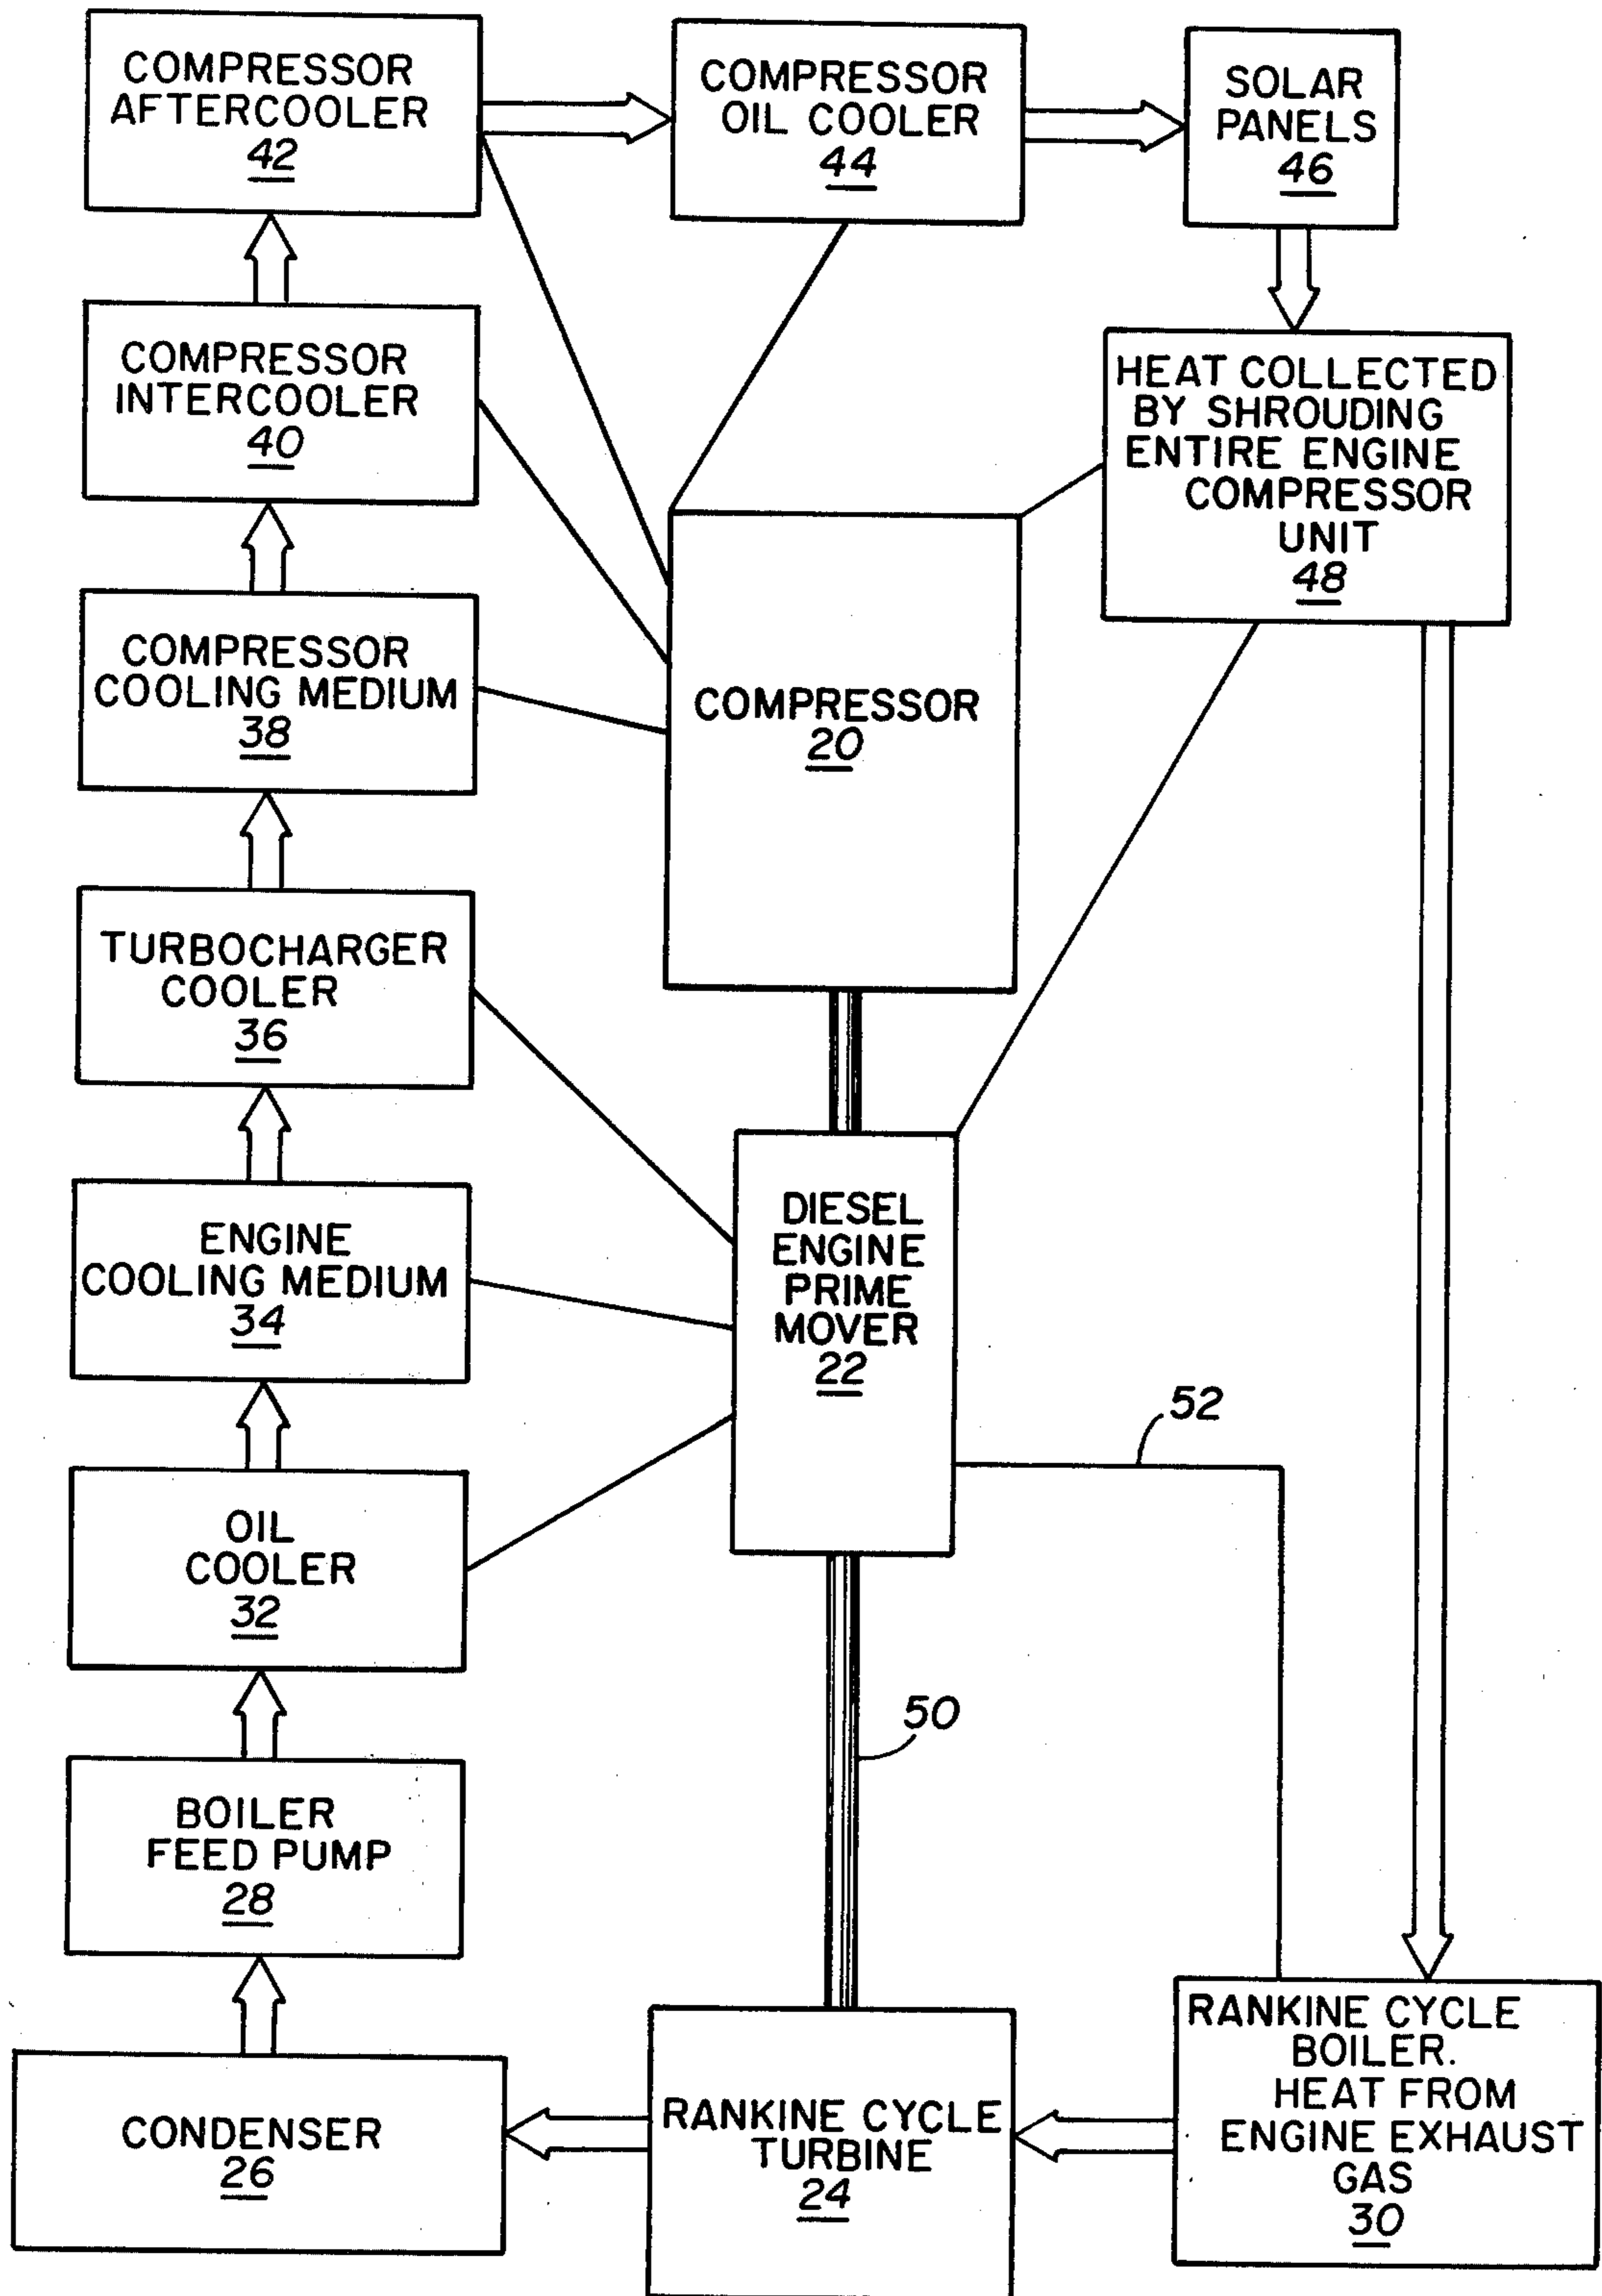 COMPRESSOR
AFTERCOOLER
42
COMPRESSOR
OIL COOLER
44
SOLAR
PANELS
46
COMPRESSOR
INTERCOOLER
40
HEAT COLLECTED
BY SHROUDING
ENTIRE ENGINE
COMPRESSOR
UNIT
48
COMPRESSOR
COOLING MEDIUM
38
COMPRESSOR
20
TURBOCHARGER
COOLER
36
ENGINE
COOLING MEDIUM
34
DIESEL
ENGINE
PRIME
MOVER
22
52
OIL
COOLER
32
50
BOILER
FEED PUMP
28
CONDENSER
26
RANKINE CYCLE
TURBINE
24
RANKINE CYCLE
BOILER.
HEAT FROM
ENGINE EXHAUST
GAS
30